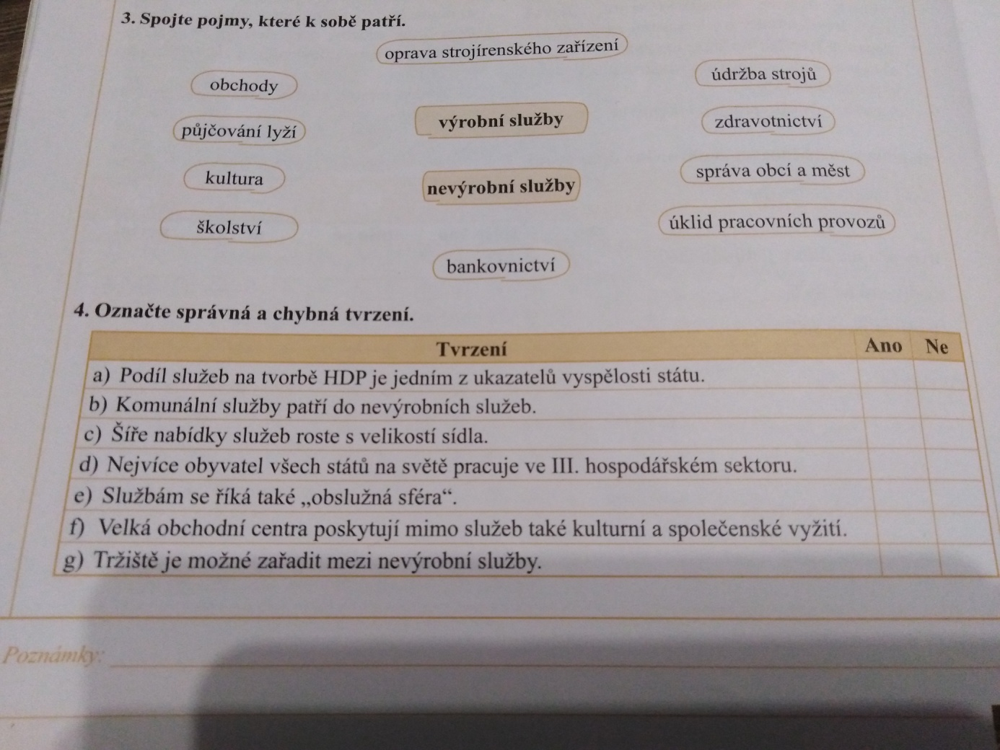 3. Spojte pojmy, které k sobě patří.
oprava strojírenského zařízení
obchody
údržba strojů
půjčování lyží
výrobní služby
zdravotnictví
kultura
nevýrobní služby
správa obcí a měst
školství
úklid pracovních provozů
bankovnictví
4. Označte správná a chybná tvrzení.
Tvrzení Ano Ne
a) Podíl služeb na tvorbě HDP je jedním z ukazatelů vyspělosti státu.
b) Komunální služby patří do nevýrobních služeb.
c) Šíře nabídky služeb roste s velikostí sídla.
d) Nejvíce obyvatel všech států na světě pracuje ve III. hospodářském sektoru.
e) Službám se říká také „obslužná sféra“.
f) Velká obchodní centra poskytují mimo služeb také kulturní a společenské vyžití.
g) Tržiště je možné zařadit mezi nevýrobní služby.
Poznámky: